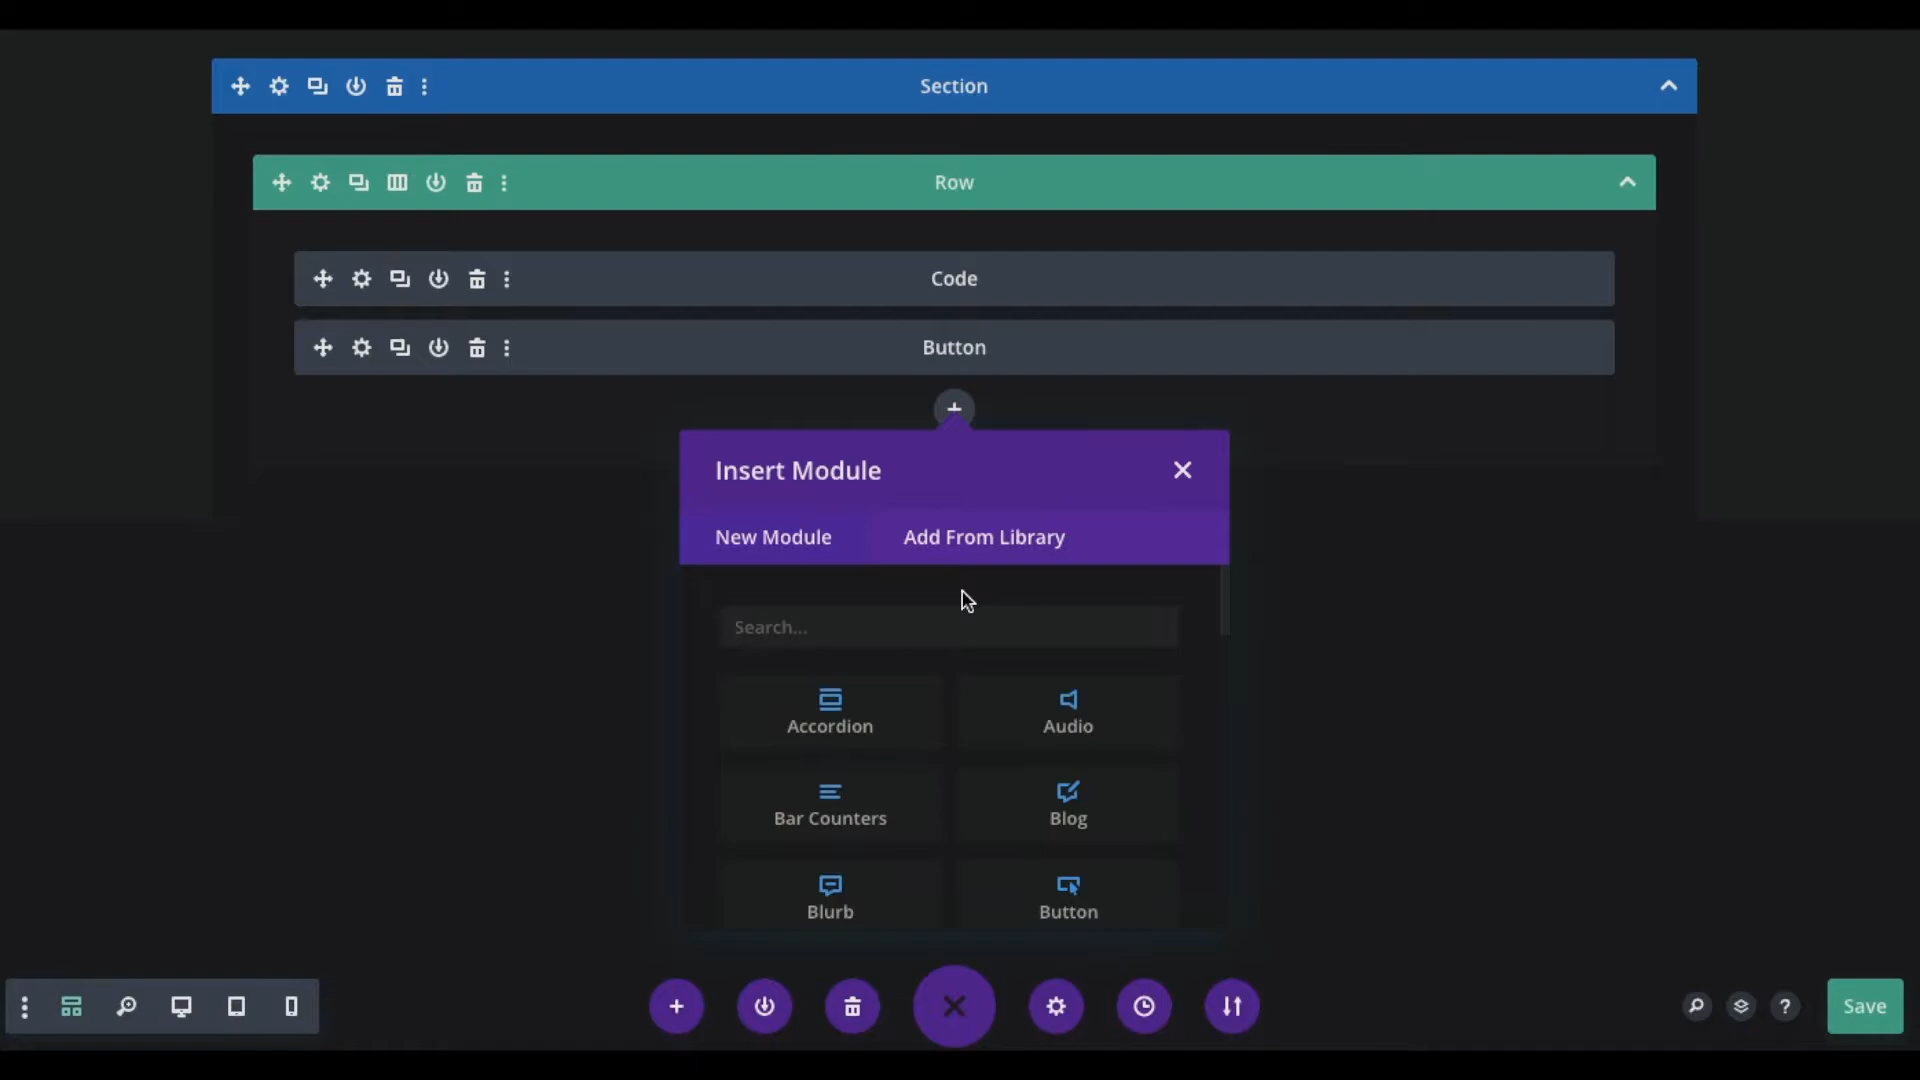 Section
Row
Code
Button
Insert Module
New Module Add From Library
Search...
Accordion Audio
Bar Counters Blog
Blurb Button
Save